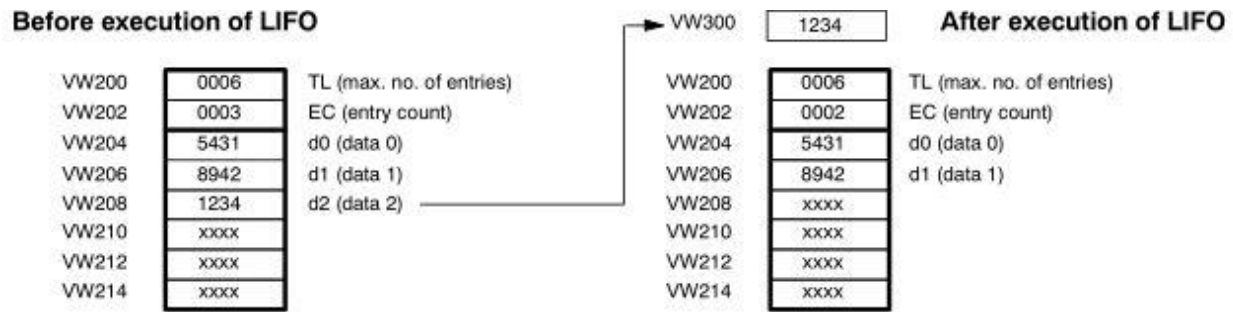 Before execution of LIFO
VW300 1234
After execution of LIFO
VW200 0006 TL (max. no. of entries)
VW202 0003 EC (entry count)
VW204 5431 d0 (data 0)
VW206 8942 d1 (data 1)
VW208 1234 d2 (data 2)
VW210 xxxx
VW212 xxxx
VW214 xxxx
VW200 0006 TL (max. no. of entries)
VW202 0002 EC (entry count)
VW204 5431 d0 (data 0)
VW206 8942 d1 (data 1)
VW208 xxxx
VW210 xxxx
VW212 xxxx
VW214 xxxx